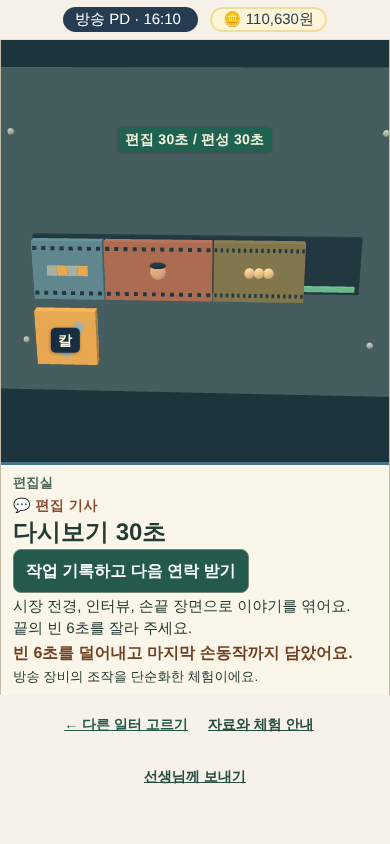 방송 PD · 16:10
🪙 110,630원
편집 30초 / 편성 30초
칼
편집실
💬 편집 기사
다시보기 30초
작업 기록하고 다음 연락 받기
시장 전경, 인터뷰, 손끝 장면으로 이야기를 엮어요.
끝의 빈 6초를 잘라 주세요.
빈 6초를 덜어내고 마지막 손동작까지 담았어요.
방송 장비의 조작을 단순화한 체험이에요.
← 다른 일터 고르기
자료와 체험 안내
선생님께 보내기